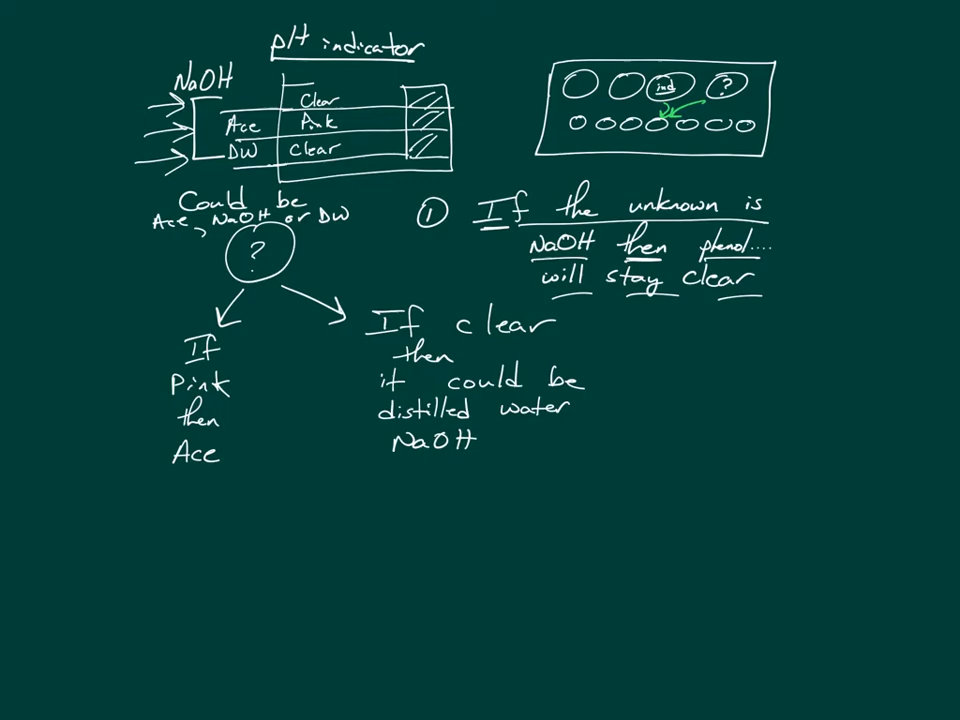 pH indicator
NaOH
Clear
Ace Pink
DW Clear
ind ?
Could be
Ace, NaOH or DW
?
① If the unknown is
NaOH then phenol....
will stay clear
If
Pink
then
Ace
If clear
then
it could be
distilled water
NaOH